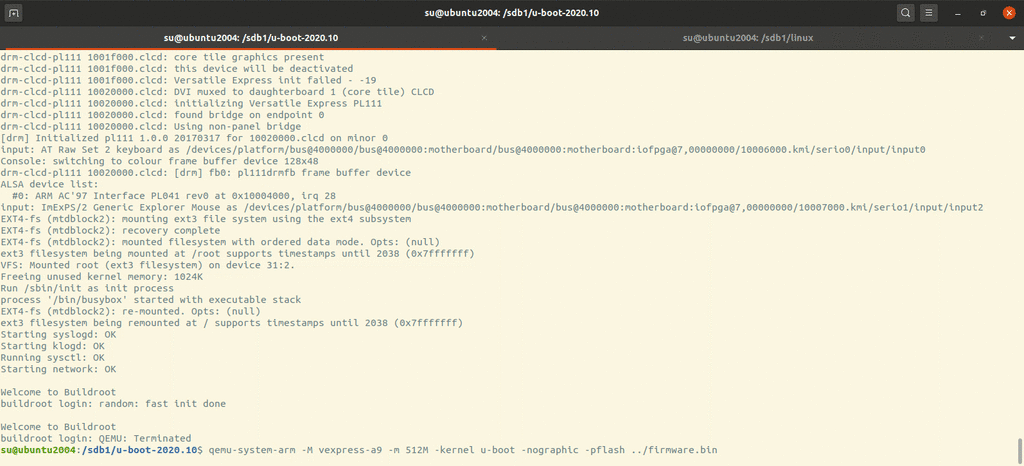 su@ubuntu2004: /sdb1/u-boot-2020.10
su@ubuntu2004: /sdb1/u-boot-2020.10
su@ubuntu2004: /sdb1/linux
drm-clcd-pl111 1001f000.clcd: core tile graphics present
drm-clcd-pl111 1001f000.clcd: this device will be deactivated
drm-clcd-pl111 1001f000.clcd: Versatile Express init failed - -19
drm-clcd-pl111 10020000.clcd: DVI muxed to daughterboard 1 (core tile) CLCD
drm-clcd-pl111 10020000.clcd: initializing Versatile Express PL111
drm-clcd-pl111 10020000.clcd: found bridge on endpoint 0
drm-clcd-pl111 10020000.clcd: Using non-panel bridge
[drm] Initialized pl111 1.0.0 20170317 for 10020000.clcd on minor 0
input: AT Raw Set 2 keyboard as /devices/platform/bus@4000000/bus@4000000:motherboard/bus@4000000:motherboard:iofpga@7,00000000/10006000.kmi/serio0/input/input0
Console: switching to colour frame buffer device 128x48
drm-clcd-pl111 10020000.clcd: [drm] fb0: pl111drmfb frame buffer device
ALSA device list:
  #0: ARM AC'97 Interface PL041 rev0 at 0x10004000, irq 28
input: ImExPS/2 Generic Explorer Mouse as /devices/platform/bus@4000000/bus@4000000:motherboard/bus@4000000:motherboard:iofpga@7,00000000/10007000.kmi/serio1/input/input2
EXT4-fs (mtdblock2): mounting ext3 file system using the ext4 subsystem
EXT4-fs (mtdblock2): recovery complete
EXT4-fs (mtdblock2): mounted filesystem with ordered data mode. Opts: (null)
ext3 filesystem being mounted at /root supports timestamps until 2038 (0x7fffffff)
VFS: Mounted root (ext3 filesystem) on device 31:2.
Freeing unused kernel memory: 1024K
Run /sbin/init as init process
process '/bin/busybox' started with executable stack
EXT4-fs (mtdblock2): re-mounted. Opts: (null)
ext3 filesystem being remounted at / supports timestamps until 2038 (0x7fffffff)
Starting syslogd: OK
Starting klogd: OK
Running sysctl: OK
Starting network: OK
Welcome to Buildroot
buildroot login: random: fast init done
Welcome to Buildroot
buildroot login: QEMU: Terminated
su@ubuntu2004:/sdb1/u-boot-2020.10$ qemu-system-arm -M vexpress-a9 -m 512M -kernel u-boot -nographic -pflash ../firmware.bin